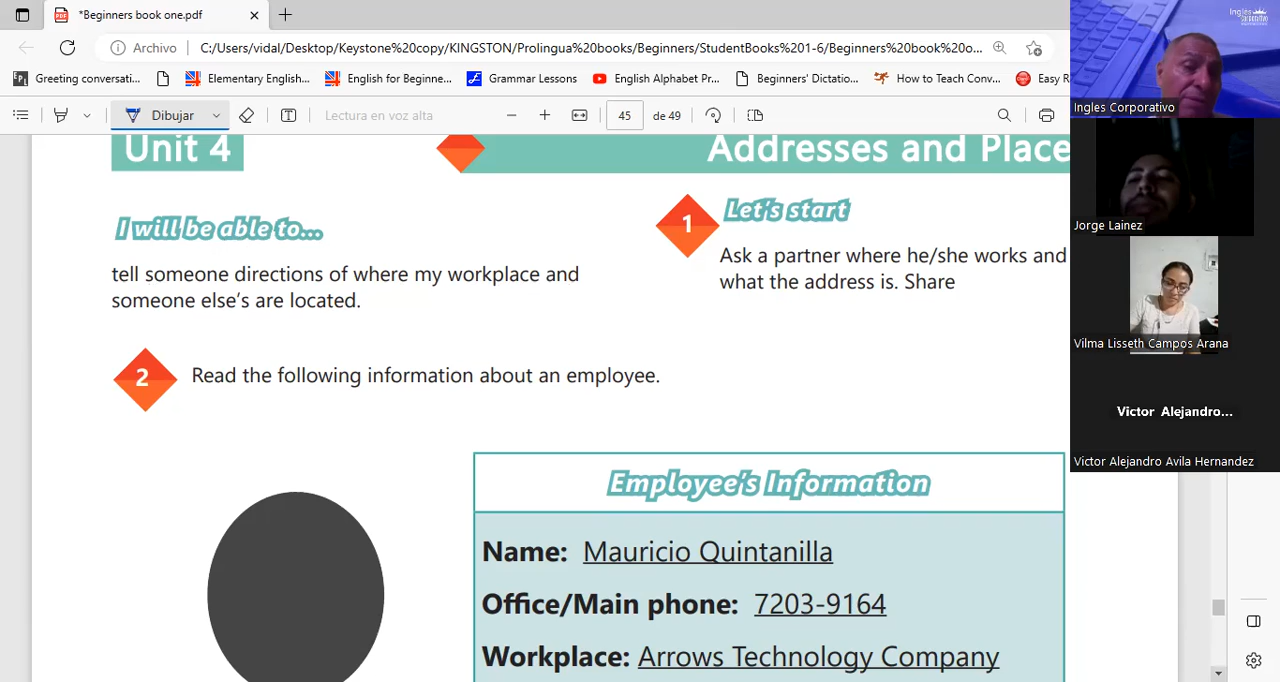 *Beginners book one.pdf
Archivo
C:/Users/vidal/Desktop/Keystone%20copy/KINGSTON/Prolingua%20books/Beginners/StudentBooks%201-6/Beginners%20book%20o...
Greeting conversati...
Elementary English...
English for Beginne...
Grammar Lessons
English Alphabet Pr...
Beginners' Dictatio...
How to Teach Conv...
Easy R
Dibujar
Lectura en voz alta
45
de 49
Unit 4
Addresses and Place
I will be able to...
tell someone directions of where my workplace and
someone else's are located.
1
Let's start
Ask a partner where he/she works and
what the address is. Share
2
Read the following information about an employee.
Employee's Information
Name: Mauricio Quintanilla
Office/Main phone: 7203-9164
Workplace: Arrows Technology Company
Inglés
Corporativo
Ingles Corporativo
Jorge Lainez
Vilma Lisseth Campos Arana
Victor Alejandro...
Victor Alejandro Avila Hernandez